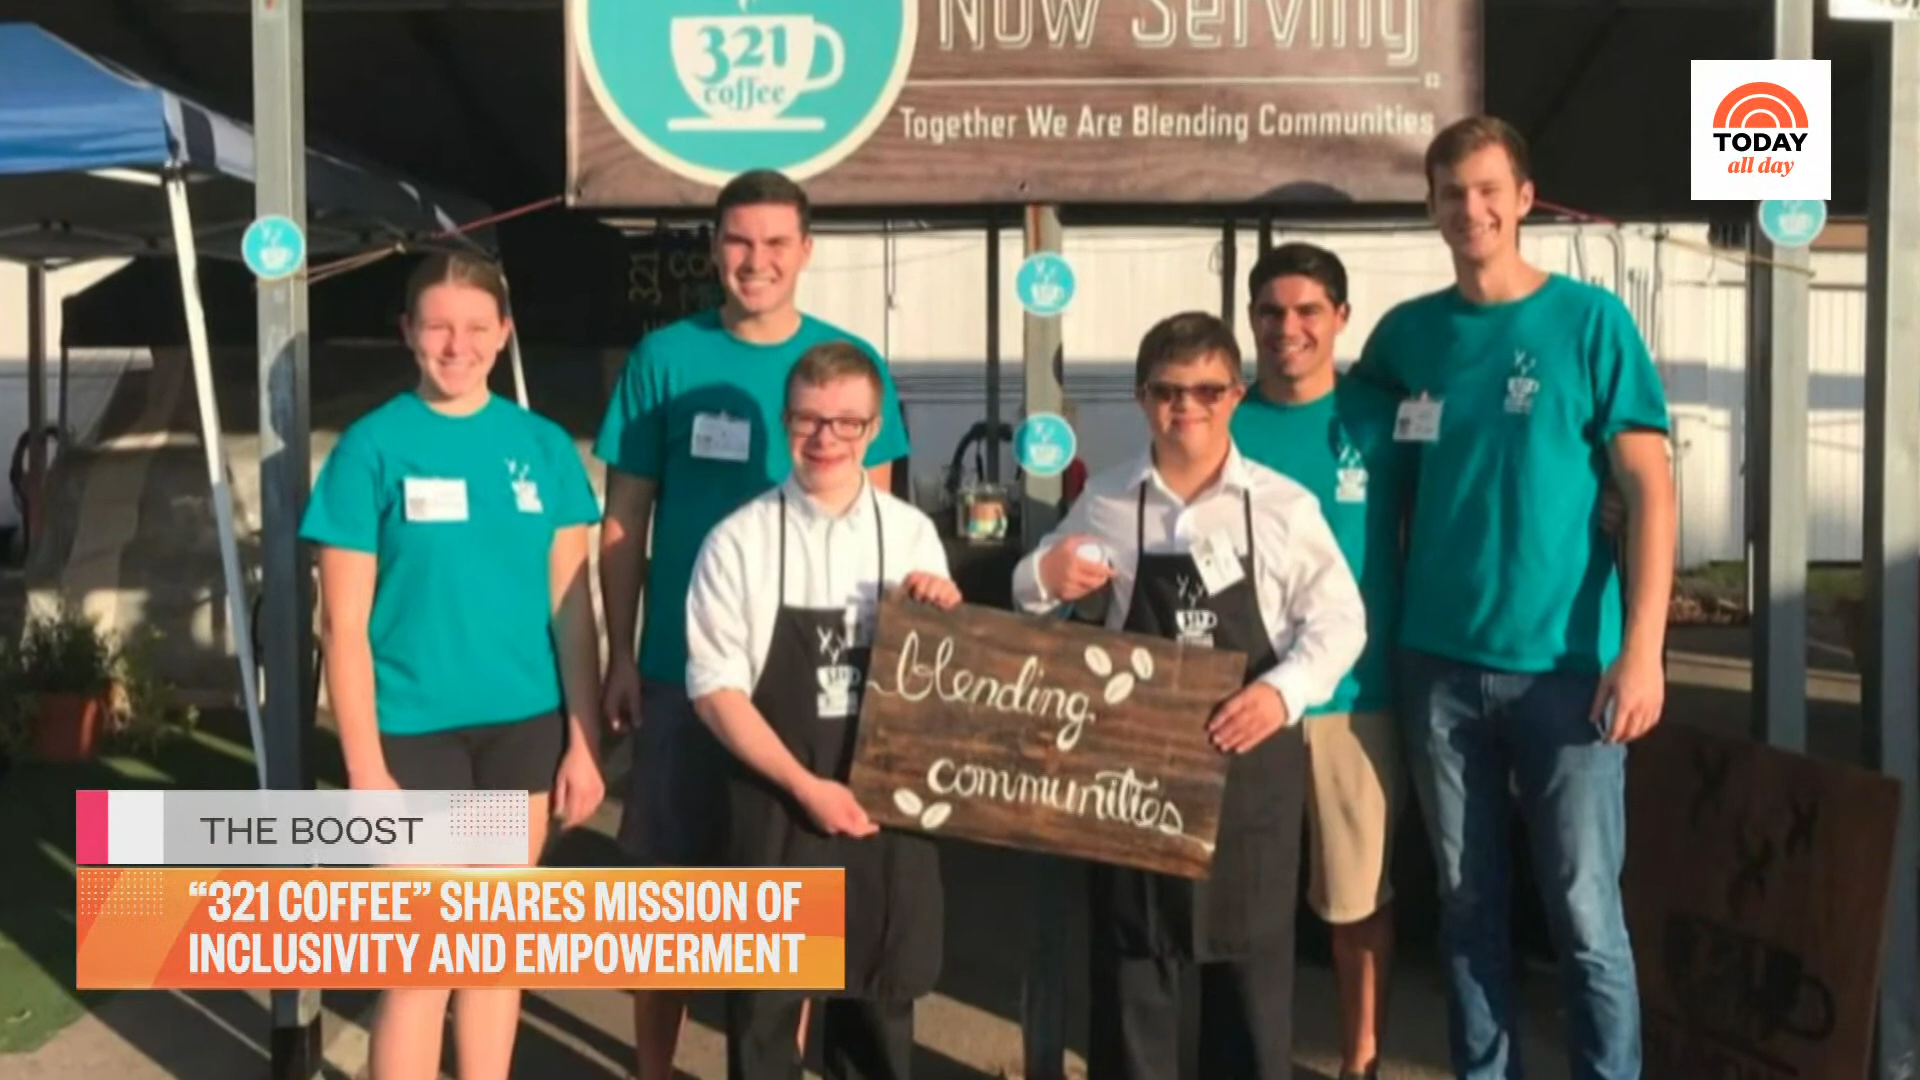 Now Serving
321
coffee
Together We Are Blending Communities
TODAY
all day
321
blending
communities
THE BOOST
“321 COFFEE” SHARES MISSION OF
INCLUSIVITY AND EMPOWERMENT